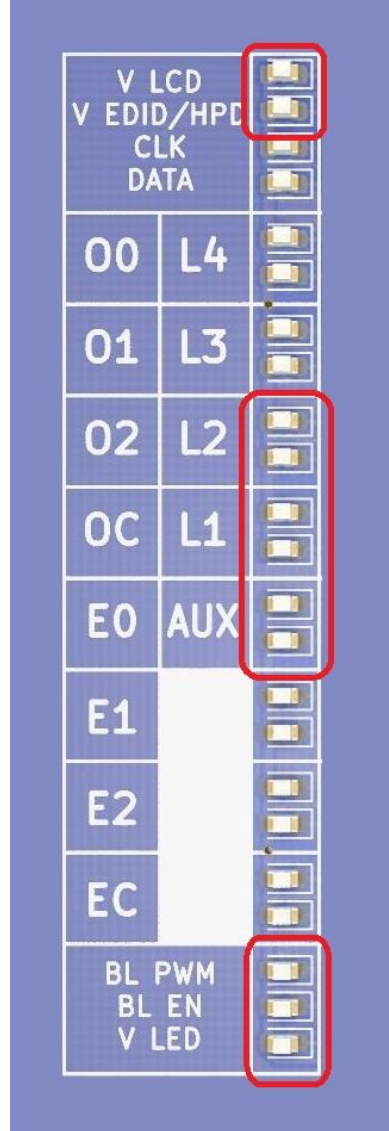 V LCD
V EDID/HPD
CLK
DATA
O0 L4
O1 L3
O2 L2
OC L1
E0 AUX
E1
E2
EC
BL PWM
BL EN
V LED